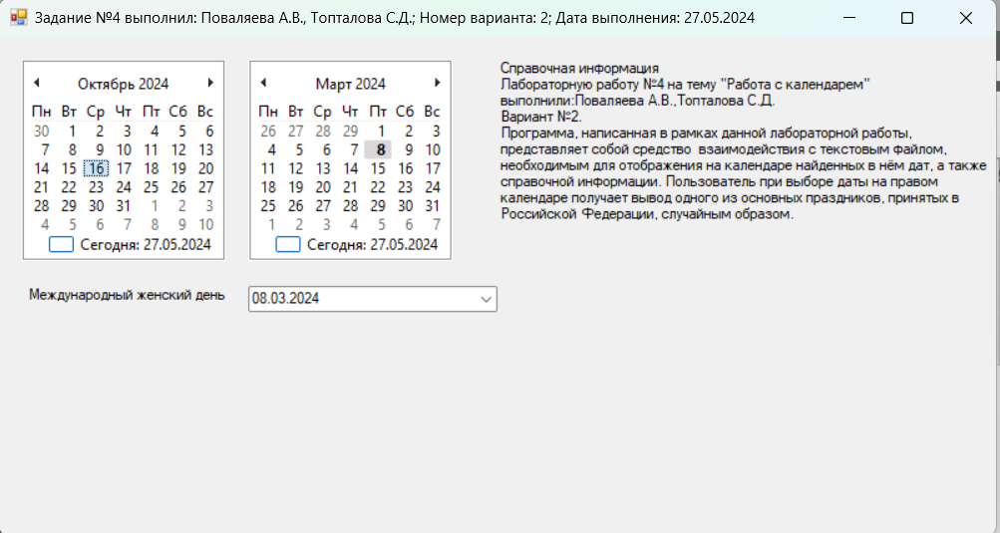 Задание №4 выполнил: Поваляева А.В., Топталова С.Д.; Номер варианта: 2; Дата выполнения: 27.05.2024
Октябрь 2024
Пн Вт Ср Чт Пт Сб Вс
30 1 2 3 4 5 6
7 8 9 10 11 12 13
14 15 16 17 18 19 20
21 22 23 24 25 26 27
28 29 30 31 1 2 3
4 5 6 7 8 9 10
Сегодня: 27.05.2024
Март 2024
Пн Вт Ср Чт Пт Сб Вс
26 27 28 29 1 2 3
4 5 6 7 8 9 10
11 12 13 14 15 16 17
18 19 20 21 22 23 24
25 26 27 28 29 30 31
1 2 3 4 5 6 7
Сегодня: 27.05.2024
Справочная информация
Лабораторную работу №4 на тему "Работа с календарем"
выполнили:Поваляева А.В.,Топталова С.Д.
Вариант №2.
Программа, написанная в рамках данной лабораторной работы,
представляет собой средство взаимодействия с текстовым файлом,
необходимым для отображения на календаре найденных в нём дат, а также
справочной информации. Пользователь при выборе даты на правом
календаре получает вывод одного из основных праздников, принятых в
Российской Федерации, случайным образом.
Международный женский день
08.03.2024